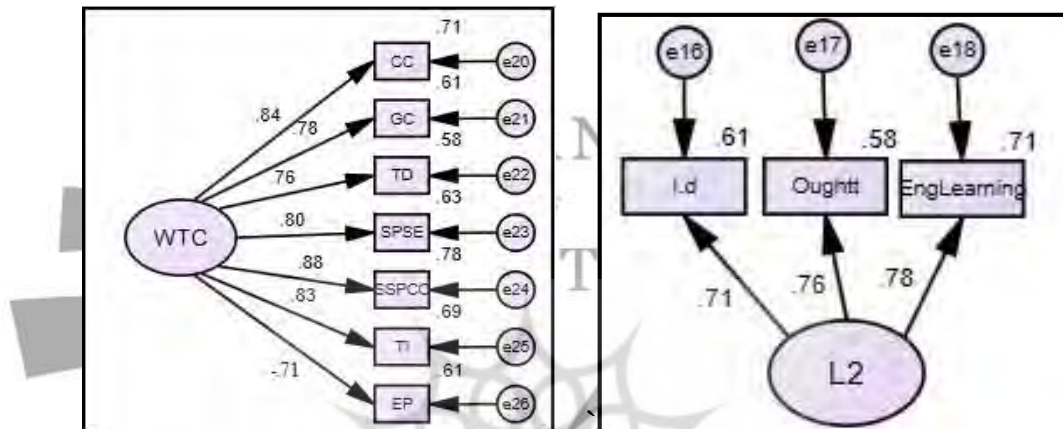 .71
CC
e20
.61
.84
.78
GC
e21
.58
.76
TD
e22
.63
WTC
.80
SPSE
e23
.78
.88
SSPCC
e24
.69
.83
TI
e25
.61
-.71
EP
e26
e16
e17
e18
.61
.58
.71
I.d
Oughtt
EngLearning
.71
.76
.78
L2